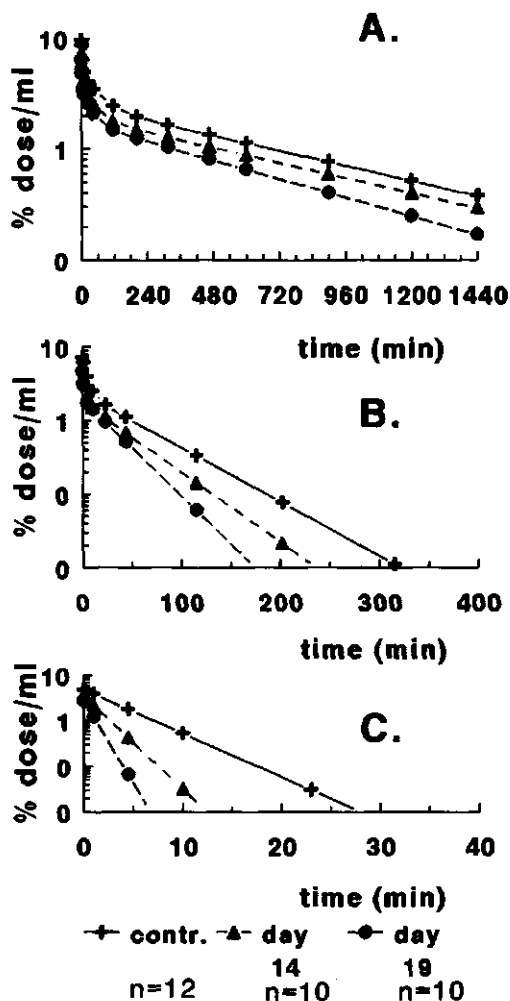 A.
10
1
0
% dose/ml
0 240 480 720 960 1200 1440
time (min)
B.
10
1
0
0
% dose/ml
0 100 200 300 400
time (min)
C.
10
1
0
0
% dose/ml
0 10 20 30 40
time (min)
contr. day day
14 19
n=12 n=10 n=10